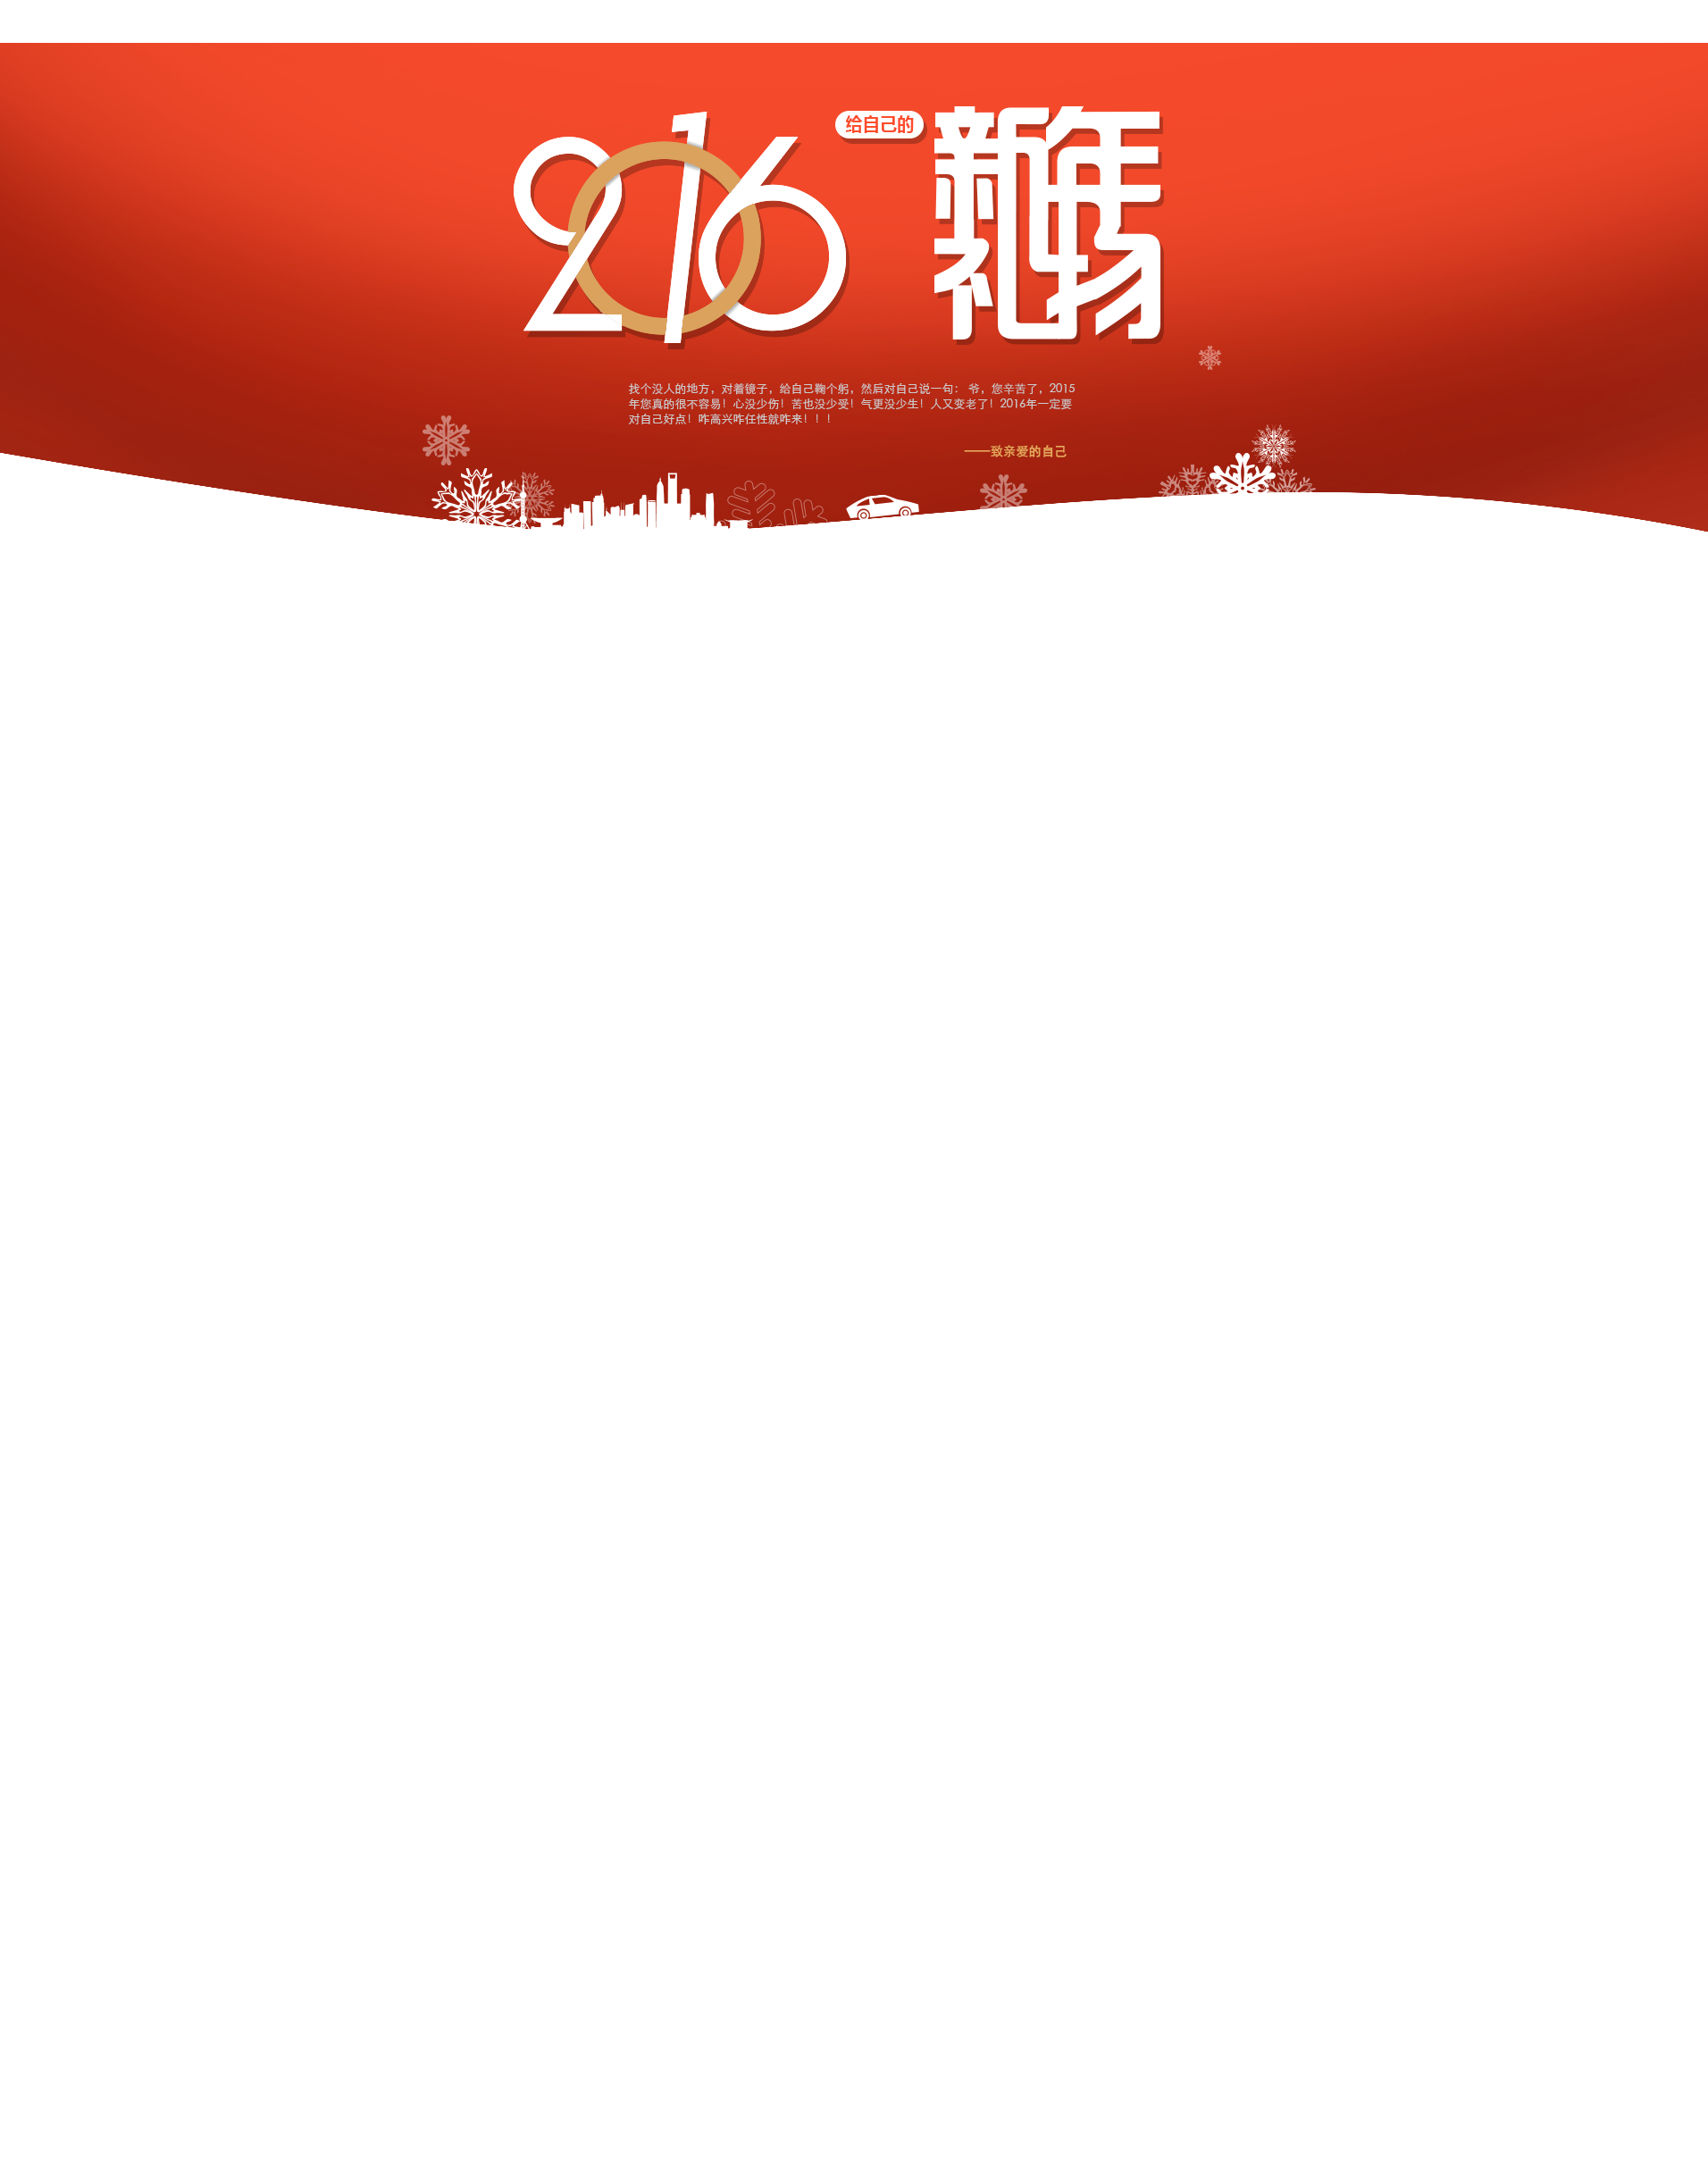 2016
给自己的
新年
礼物
找个没人的地方，对着镜子，给自己鞠个躬，然后对自己说一句： 爷，您辛苦了，2015
年您真的很不容易！心没少伤！苦也没少受！气更没少生！人又变老了！2016年一定要
对自己好点！咋高兴咋任性就咋来！！！
——致亲爱的自己